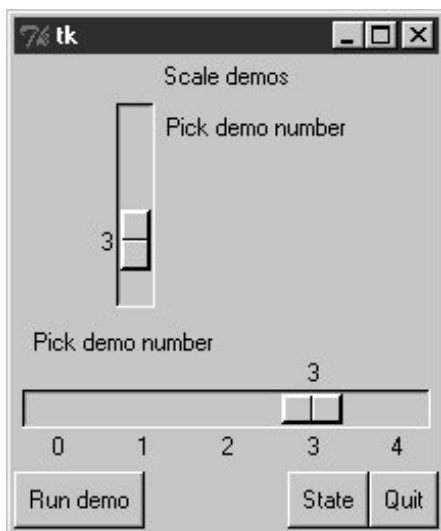 tk
Scale demos
Pick demo number
3
Pick demo number
3
0 1 2 3 4
Run demo State Quit